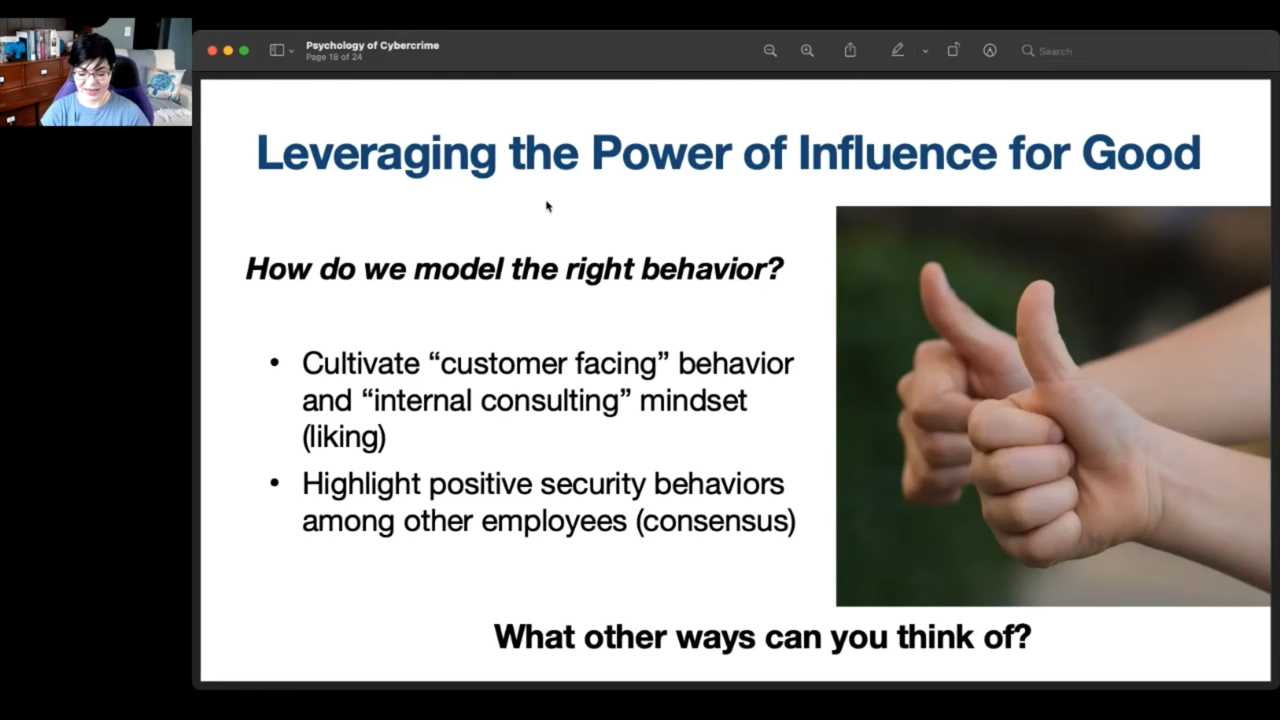 Psychology of Cybercrime
Page 18 of 24
Search
Leveraging the Power of Influence for Good
How do we model the right behavior?
• Cultivate “customer facing” behavior
and “internal consulting” mindset
(liking)
• Highlight positive security behaviors
among other employees (consensus)
What other ways can you think of?